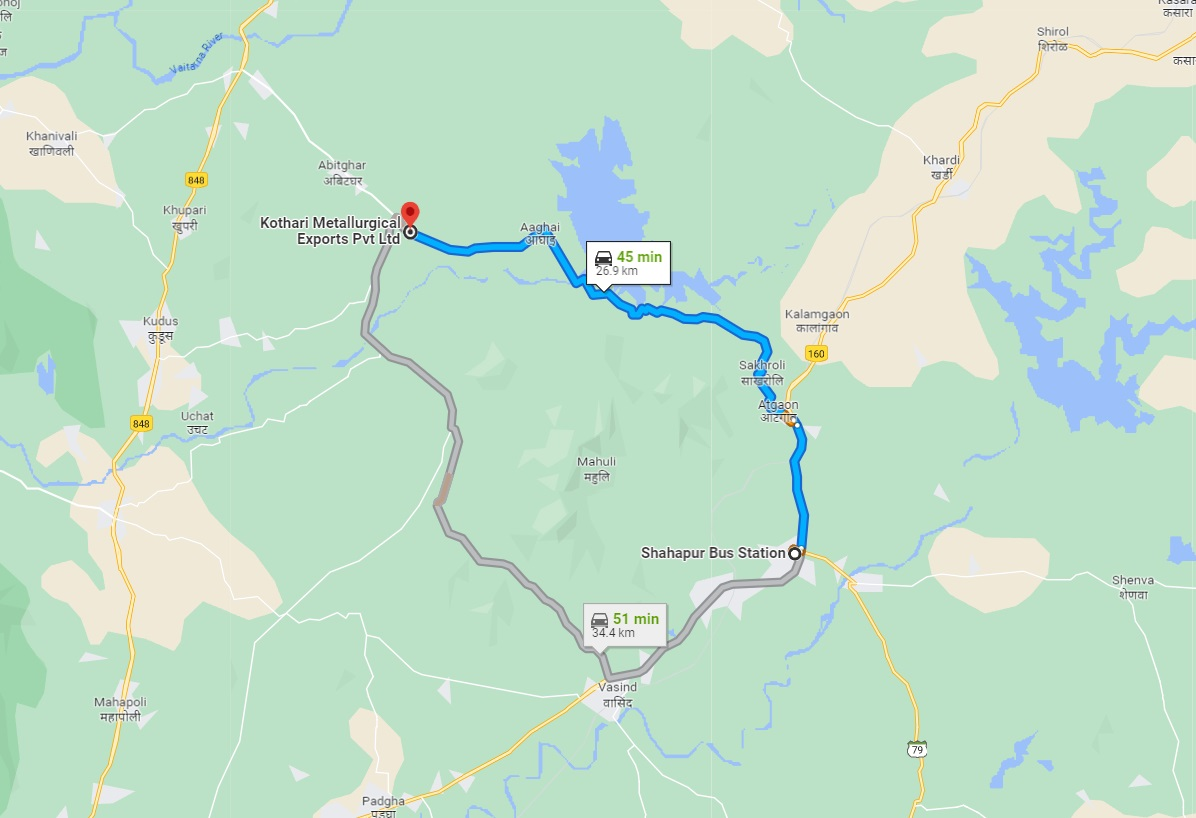 Shirol
शिरोळ
कसारा
Vaitarna River
Khanivali
खाणिवली
Abitghar
अबिटघर
Khardi
खर्डी
848
Khupari
खुपरी
Kothari Metallurgical
Exports Pvt Ltd
Aaghai
आघाई
45 min
26.9 km
Kalamgaon
कालांगाव
Kudus
कुडूस
160
Sakhroli
साखरोलि
Atgaon
आटगाव
Uchat
उचट
848
Mahuli
महुलि
Shahapur Bus Station
Shenva
शेणवा
51 min
34.4 km
Vasind
वासिंद
Mahapoli
महापोली
79
Padgha
पडघा